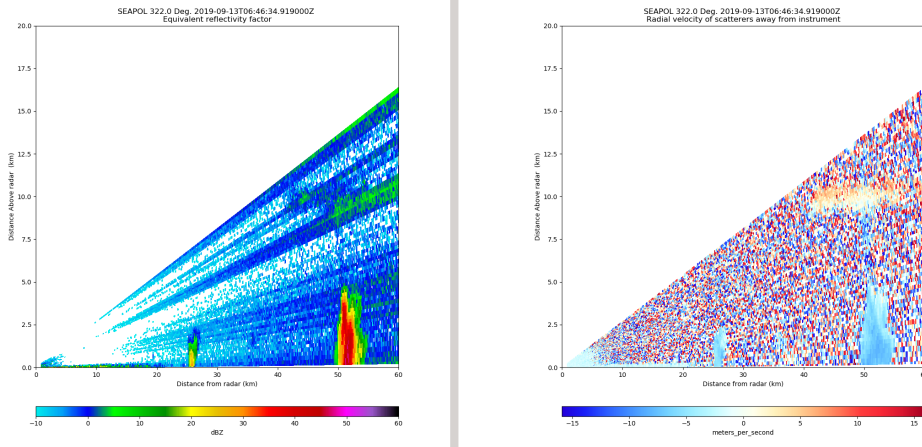 SEAPOL 322.0 Deg. 2019-09-13T06:46:34.919000Z
Equivalent reflectivity factor
20.0
17.5
15.0
12.5
10.0
7.5
5.0
2.5
0.0
Distance Above radar (km)
0 10 20 30 40 50 60
Distance from radar (km)
−10 0 10 20 30 40 50 60
dBZ
SEAPOL 322.0 Deg. 2019-09-13T06:46:34.919000Z
Radial velocity of scatterers away from instrument
20.0
17.5
15.0
12.5
10.0
7.5
5.0
2.5
0.0
Distance Above radar (km)
0 10 20 30 40 50
Distance from radar (km)
−15 −10 −5 0 5 10
meters_per_second